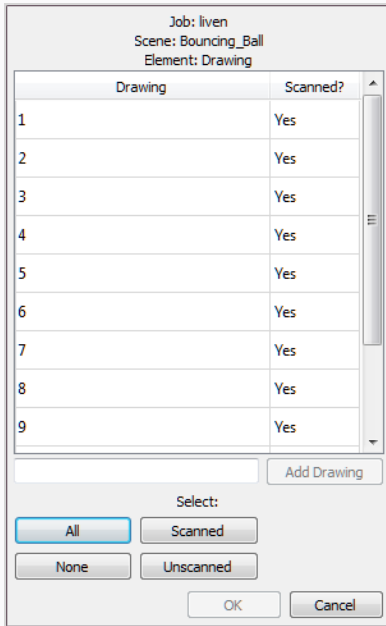 Job: liven
Scene: Bouncing_Ball
Element: Drawing
Drawing Scanned?
1 Yes
2 Yes
3 Yes
4 Yes
5 Yes
6 Yes
7 Yes
8 Yes
9 Yes
Add Drawing
Select:
All Scanned
None Unscanned
OK Cancel